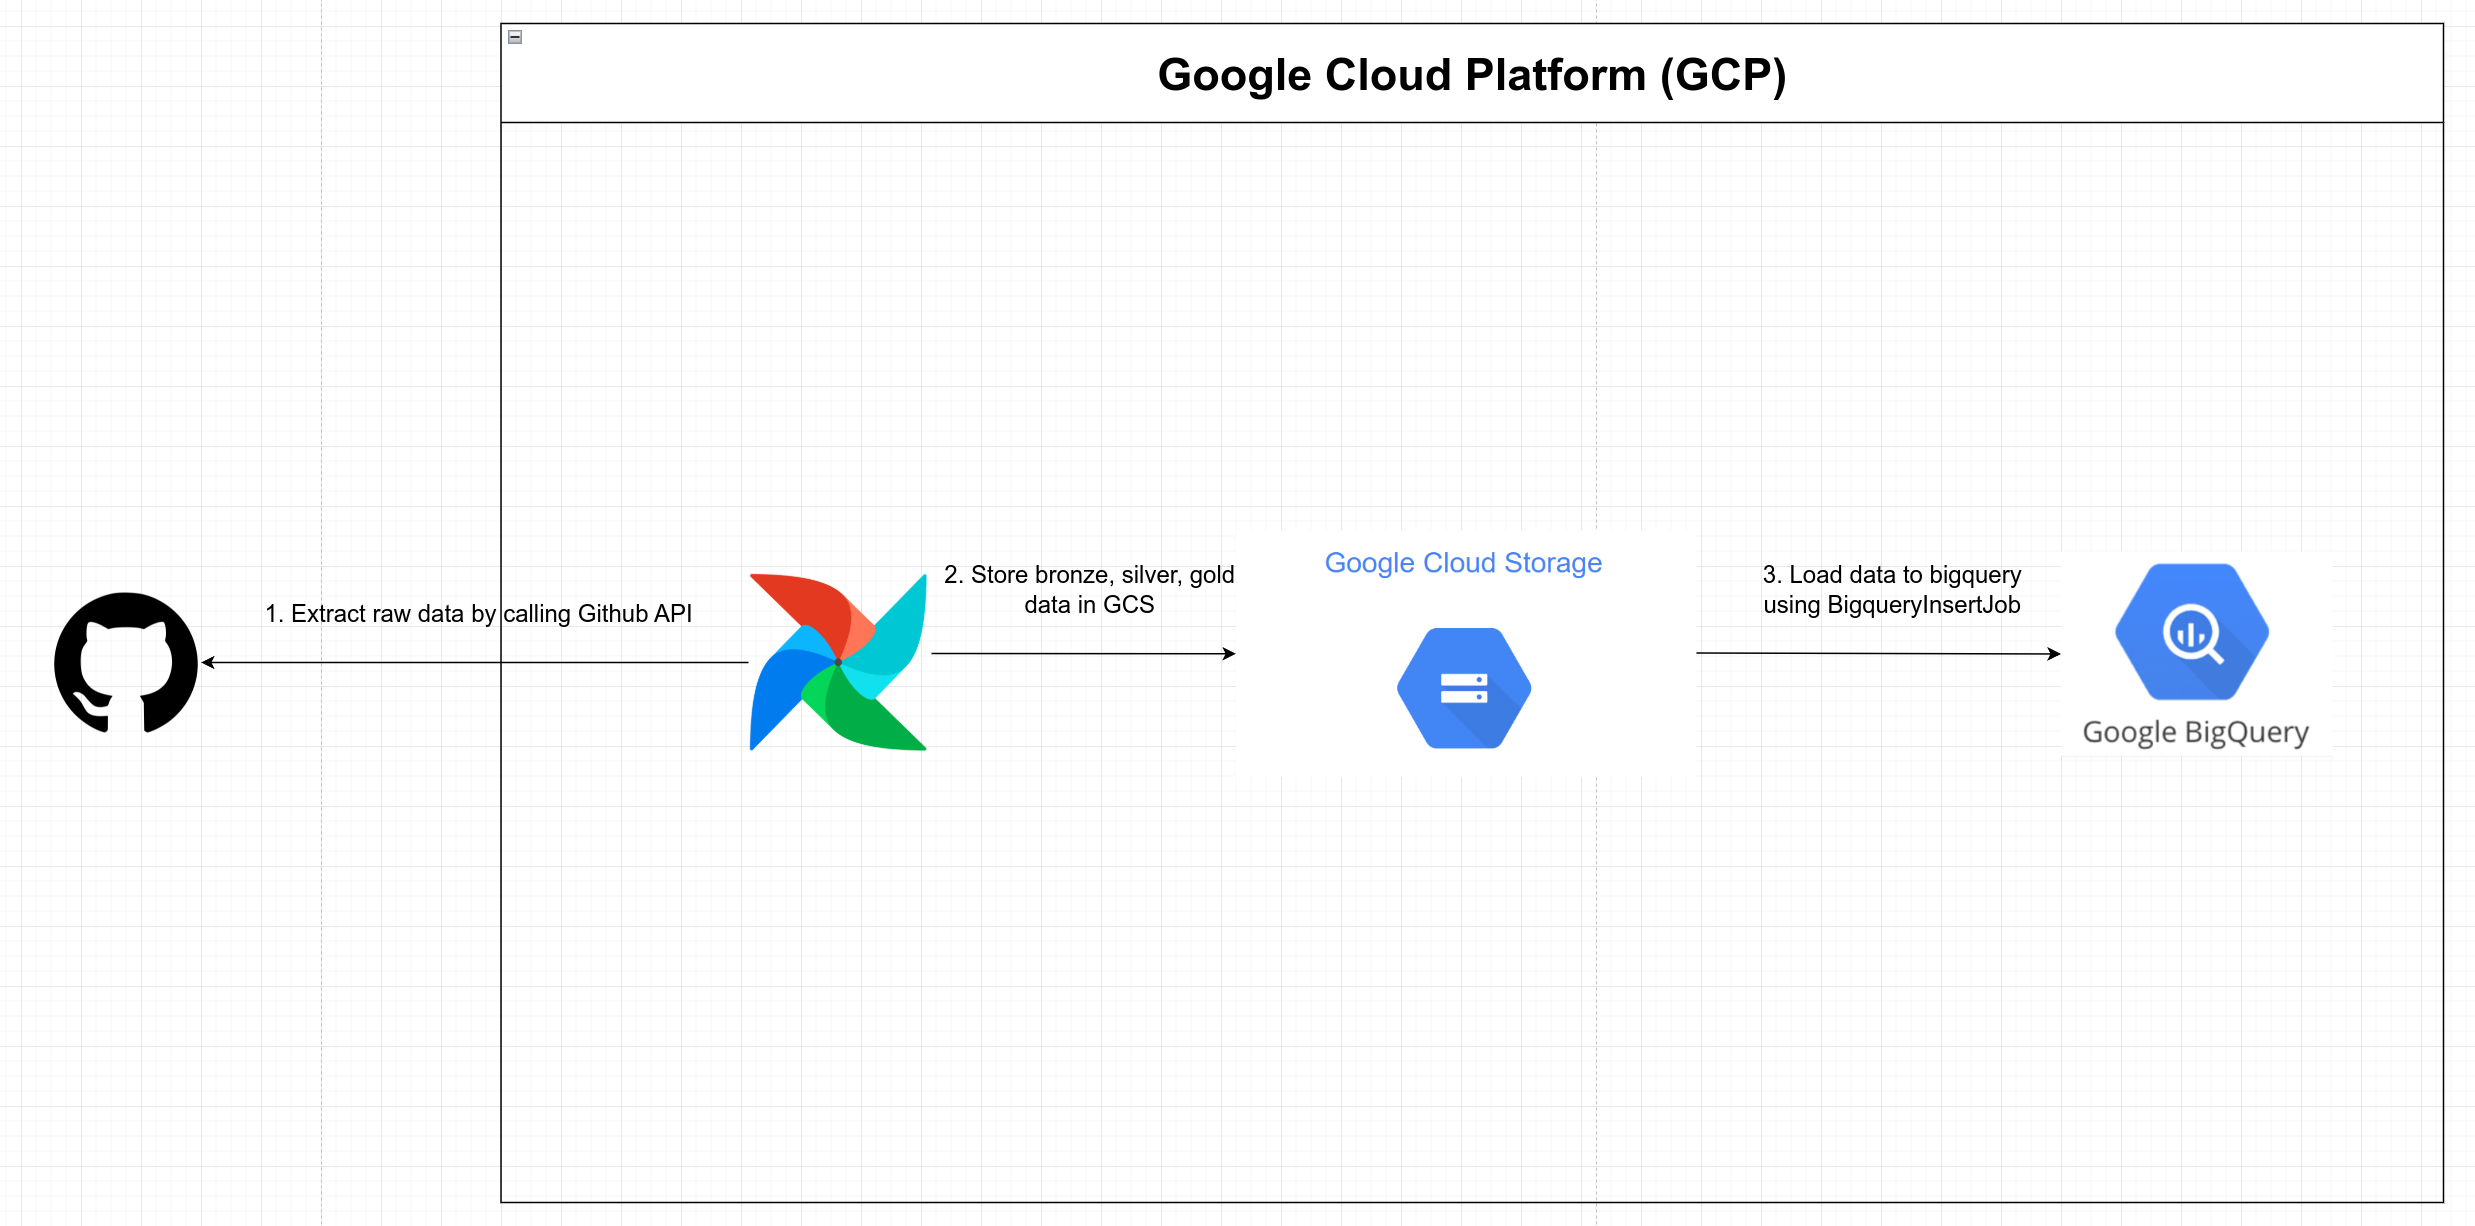 Google Cloud Platform (GCP)
1. Extract raw data by calling Github API
2. Store bronze, silver, gold
data in GCS
Google Cloud Storage
3. Load data to bigquery
using BigqueryInsertJob
Google BigQuery